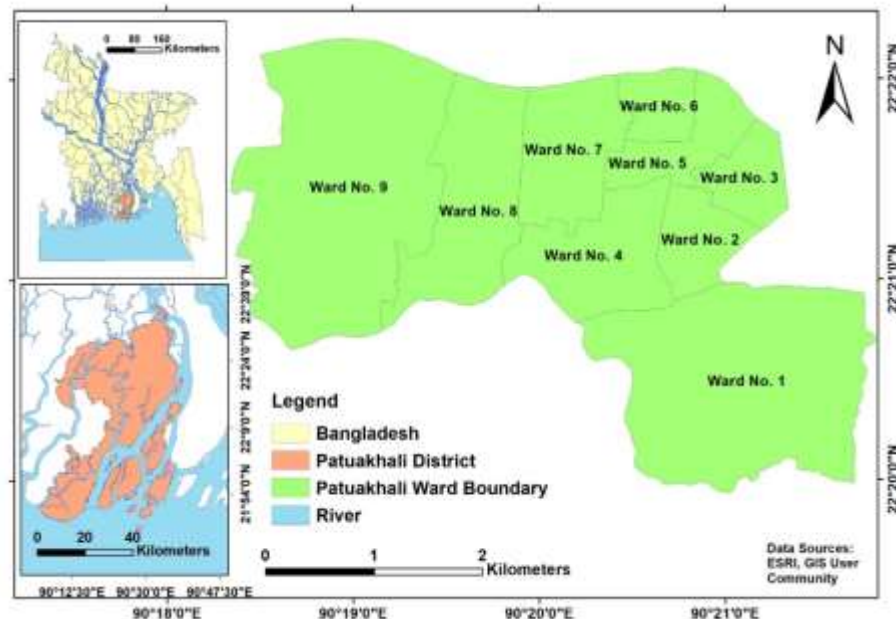 0 80 160
Kilometers
N
Ward No. 6
Ward No. 7
Ward No. 5
Ward No. 3
Ward No. 9
Ward No. 8
Ward No. 2
Ward No. 4
Ward No. 1
22°22'0"N
22°21'0"N
22°20'0"N
22°24'0"N
22°9'0"N
21°54'0"N
Legend
Bangladesh
Patuakhali District
Patuakhali Ward Boundary
River
0 20 40
Kilometers
0 1 2
Kilometers
Data Sources:
ESRI, GIS User
Community
90°12'30"E 90°30'0"E 90°47'30"E
90°18'0"E 90°19'0"E 90°20'0"E 90°21'0"E